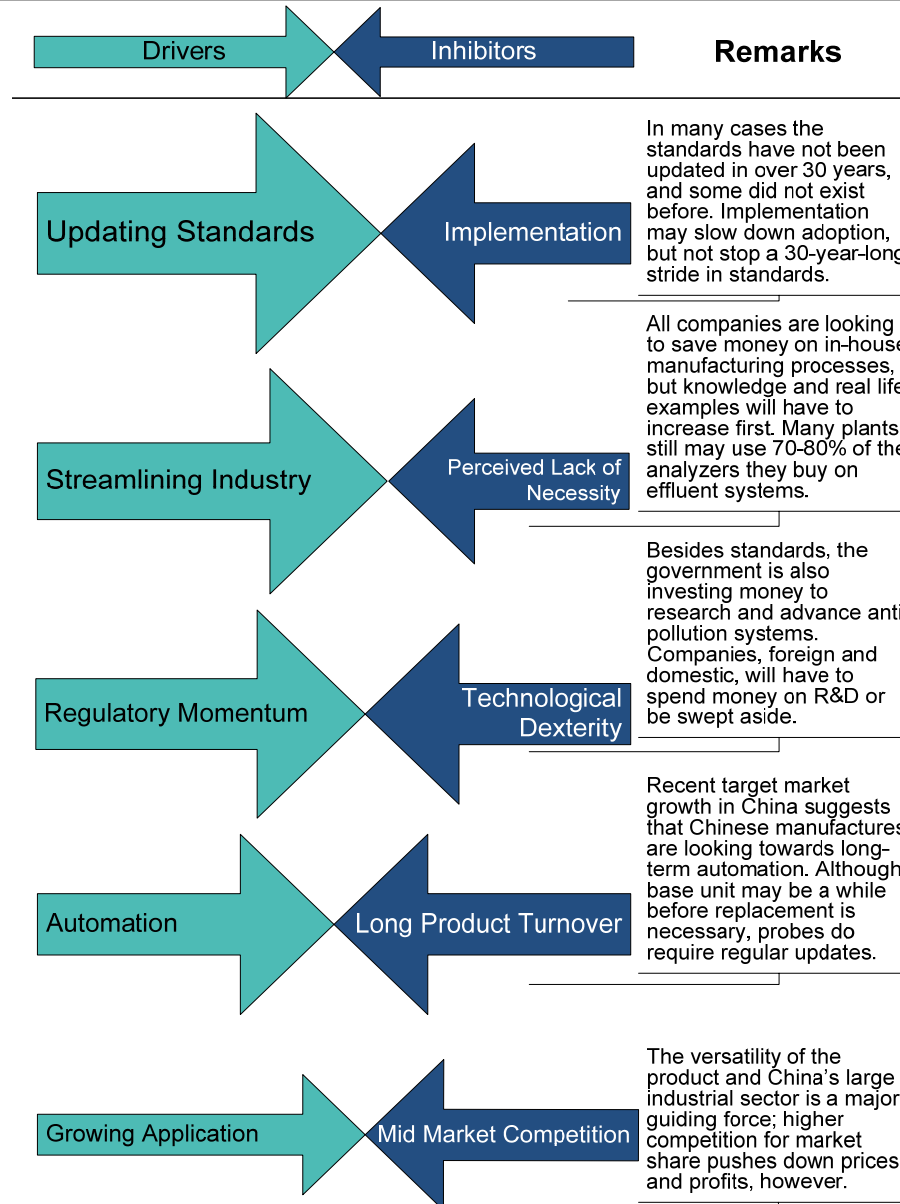 Drivers
Inhibitors
Remarks
Updating Standards
Implementation
In many cases the
standards have not been
updated in over 30 years,
and some did not exist
before. Implementation
may slow down adoption,
but not stop a 30-year-long
stride in standards.
Streamlining Industry
Perceived Lack of
Necessity
All companies are looking
to save money on in-house
manufacturing processes,
but knowledge and real life
examples will have to
increase first. Many plants
still may use 70-80% of the
analyzers they buy on
effluent systems.
Regulatory Momentum
Technological
Dexterity
Besides standards, the
government is also
investing money to
research and advance anti
pollution systems.
Companies, foreign and
domestic, will have to
spend money on R&D or
be swept aside.
Automation
Long Product Turnover
Recent target market
growth in China suggests
that Chinese manufactures
are looking towards long-
term automation. Although
base unit may be a while
before replacement is
necessary, probes do
require regular updates.
Growing Application
Mid Market Competition
The versatility of the
product and China's large
industrial sector is a major
guiding force; higher
competition for market
share pushes down prices
and profits, however.